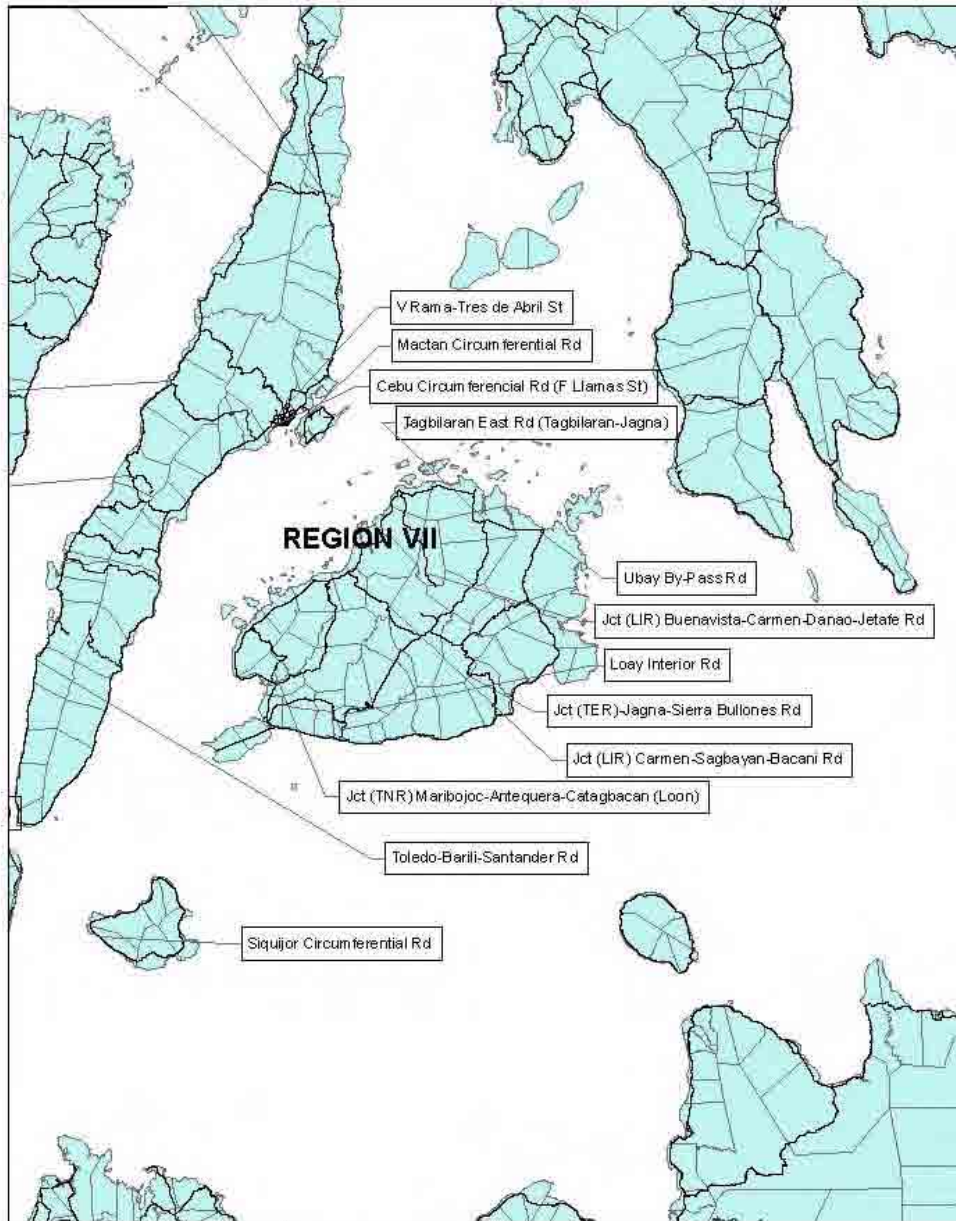 V Rama-Tres de Abril St
Mactan Circumferential Rd
Cebu Circumferencial Rd (F Llamas St)
Tagbilaran East Rd (Tagbilaran-Jagna)
REGION VII
Ubay By-Pass Rd
Jct (LIR) Buenavista-Carmen-Danao-Jetafe Rd
Loay Interior Rd
Jct (TER)-Jagna-Sierra Bullones Rd
Jct (LIR) Carmen-Sagbayan-Bacani Rd
Jct (TNR) Maribojoc-Antequera-Catagbacan (Loon)
Toledo-Barili-Santander Rd
Siquijor Circumferential Rd